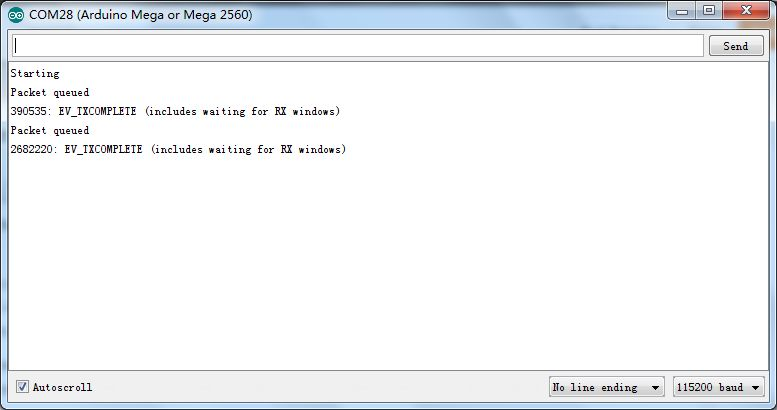 COM28 (Arduino Mega or Mega 2560)
Send
Starting
Packet queued
390535: EV_TXCOMPLETE (includes waiting for RX windows)
Packet queued
2682220: EV_TXCOMPLETE (includes waiting for RX windows)
Autoscroll
No line ending
115200 baud